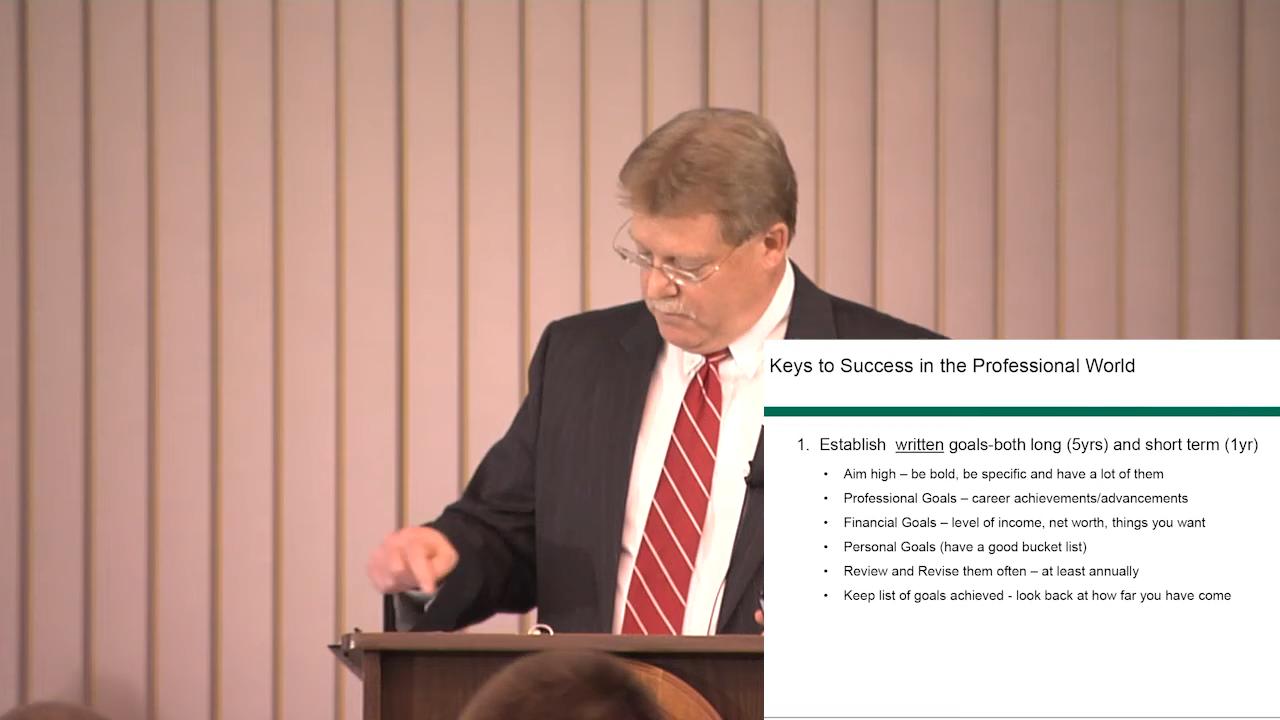 Keys to Success in the Professional World
1. Establish written goals-both long (5yrs) and short term (1yr)
• Aim high – be bold, be specific and have a lot of them
• Professional Goals – career achievements/advancements
• Financial Goals – level of income, net worth, things you want
• Personal Goals (have a good bucket list)
• Review and Revise them often – at least annually
• Keep list of goals achieved - look back at how far you have come